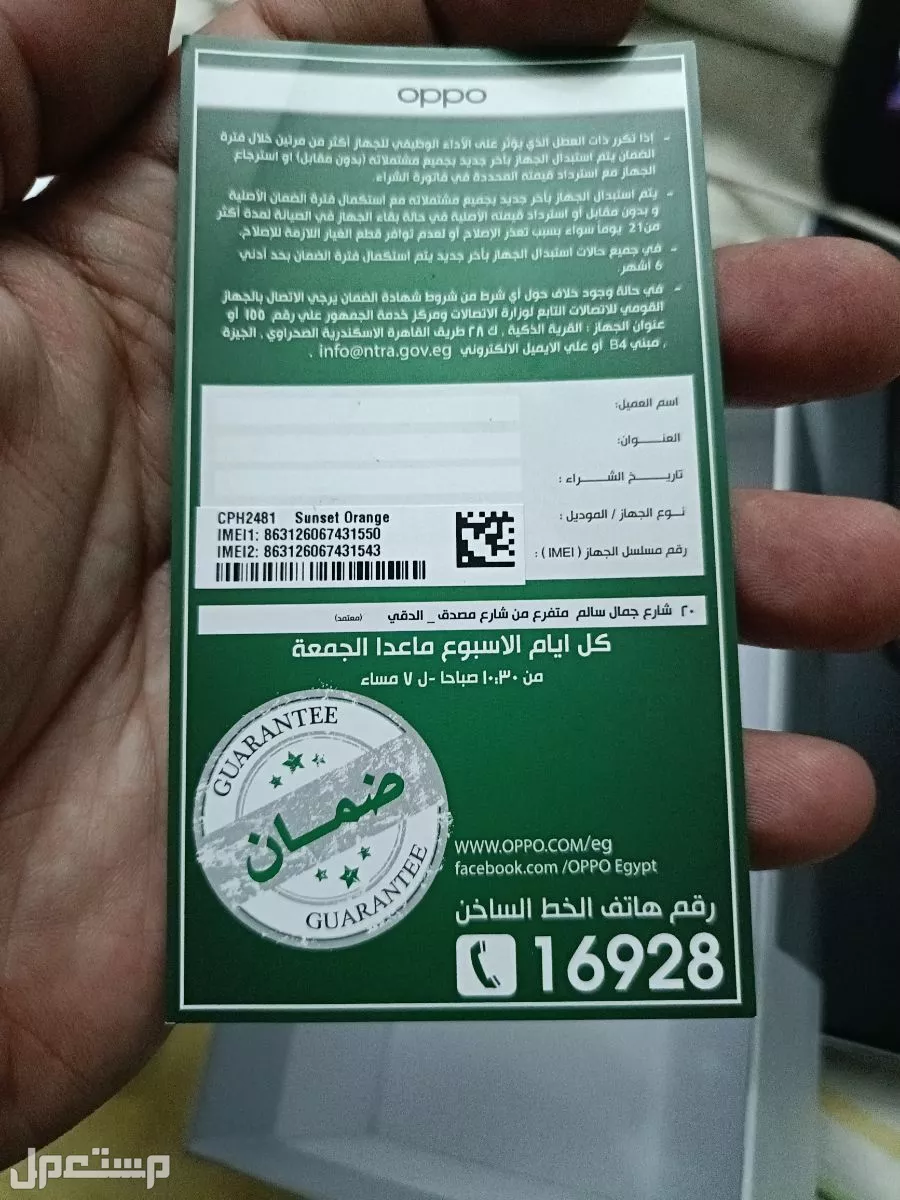 oppo
- إذا تكرر ذات العطل الذي يؤثر على الأداء الوظيفي للجهاز أكثر من مرتين خلال فترة
الضمان يتم استبدال الجهاز بآخر جديد بجميع مشتملاته (بدون مقابل) او استرجاع
الجهاز مع استرداد قيمته المحددة في فاتورة الشراء.
- يتم استبدال الجهاز بآخر جديد بجميع مشتملاته مع استكمال فترة الضمان الأصلية
و بدون مقابل أو استرداد قيمته الأصلية في حالة بقاء الجهاز في الصيانة لمدة أكثر
من21 يوماً سواء بسبب تعذر الإصلاح أو لعدم توافر قطع الغيار اللازمة للإصلاح.
- في جميع حالات استبدال الجهاز بآخر جديد يتم استكمال فترة الضمان بحد أدني
6 أشهر.
- في حالة وجود خلاف حول أي شرط من شروط شهادة الضمان يرجي الاتصال بالجهاز
القومي للاتصالات التابع لوزارة الاتصالات ومركز خدمة الجمهور علي رقم ١٥٥ أو
عنوان الجهاز : القرية الذكية , ك ٢٨ طريق القاهرة الاسكندرية الصحراوي , الجيزة
, مبني B4 أو علي الايميل الالكتروني info@ntra.gov.eg .
اسم العميل:
العنــــوان:
تاريـــــخ الشـــــراء :
نـــوع الجهاز / الموديل :
رقم مسلسل الجهاز ( IMEI ) :
CPH2481 Sunset Orange
IMEI1: 863126067431550
IMEI2: 863126067431543
٢٠ شارع جمال سالم متفرع من شارع مصدق _ الدقي (معتمد)
كل ايام الاسبوع ماعدا الجمعة
من ١٠:٣٠ صباحا -ل ٧ مساء
GUARANTEE
ضمــان
GUARANTEE
WWW.OPPO.COM/eg
facebook.com /OPPO Egypt
رقم هاتف الخط الساخن
16928
مستعمل